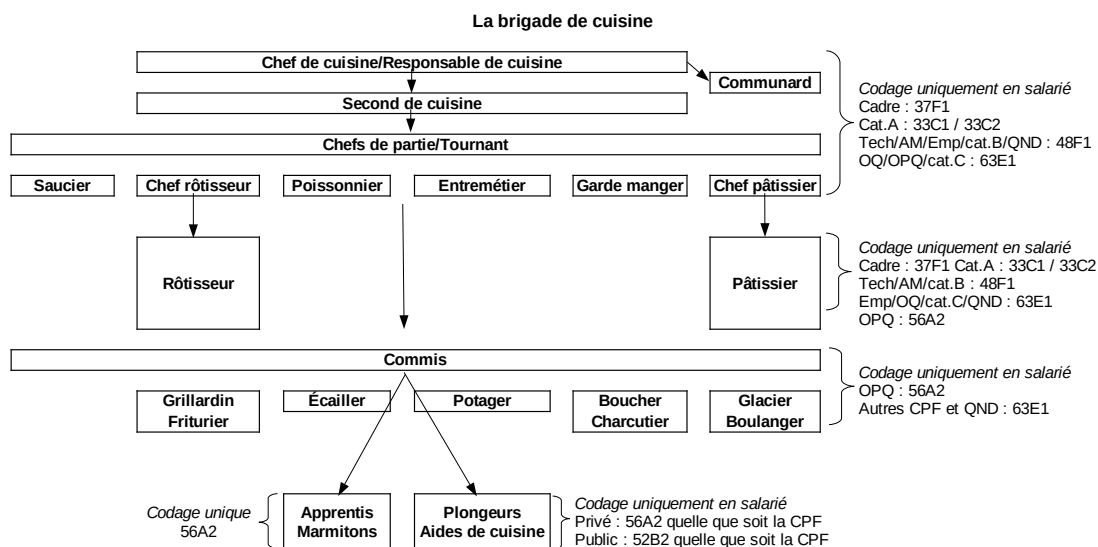 La brigade de cuisine
Chef de cuisine/Responsable de cuisine
Communard
Second de cuisine
Chefs de partie/Tournant
Saucier
Chef rôtisseur
Poissonnier
Entremétier
Garde manger
Chef pâtissier
Codage uniquement en salarié
Cadre : 37F1
Cat.A : 33C1 / 33C2
Tech/AM/Emp/cat.B/QND : 48F1
OQ/OPQ/cat.C : 63E1
Rôtisseur
Pâtissier
Codage uniquement en salarié
Cadre : 37F1 Cat.A : 33C1 / 33C2
Tech/AM/cat.B : 48F1
Emp/OQ/cat.C/QND : 63E1
OPQ : 56A2
Commis
Grillardin
Friturier
Écailler
Potager
Boucher
Charcutier
Glacier
Boulanger
Codage uniquement en salarié
OPQ : 56A2
Autres CPF et QND : 63E1
Codage unique
56A2
Apprentis
Marmitons
Plongeurs
Aides de cuisine
Codage uniquement en salarié
Privé : 56A2 quelle que soit la CPF
Public : 52B2 quelle que soit la CPF